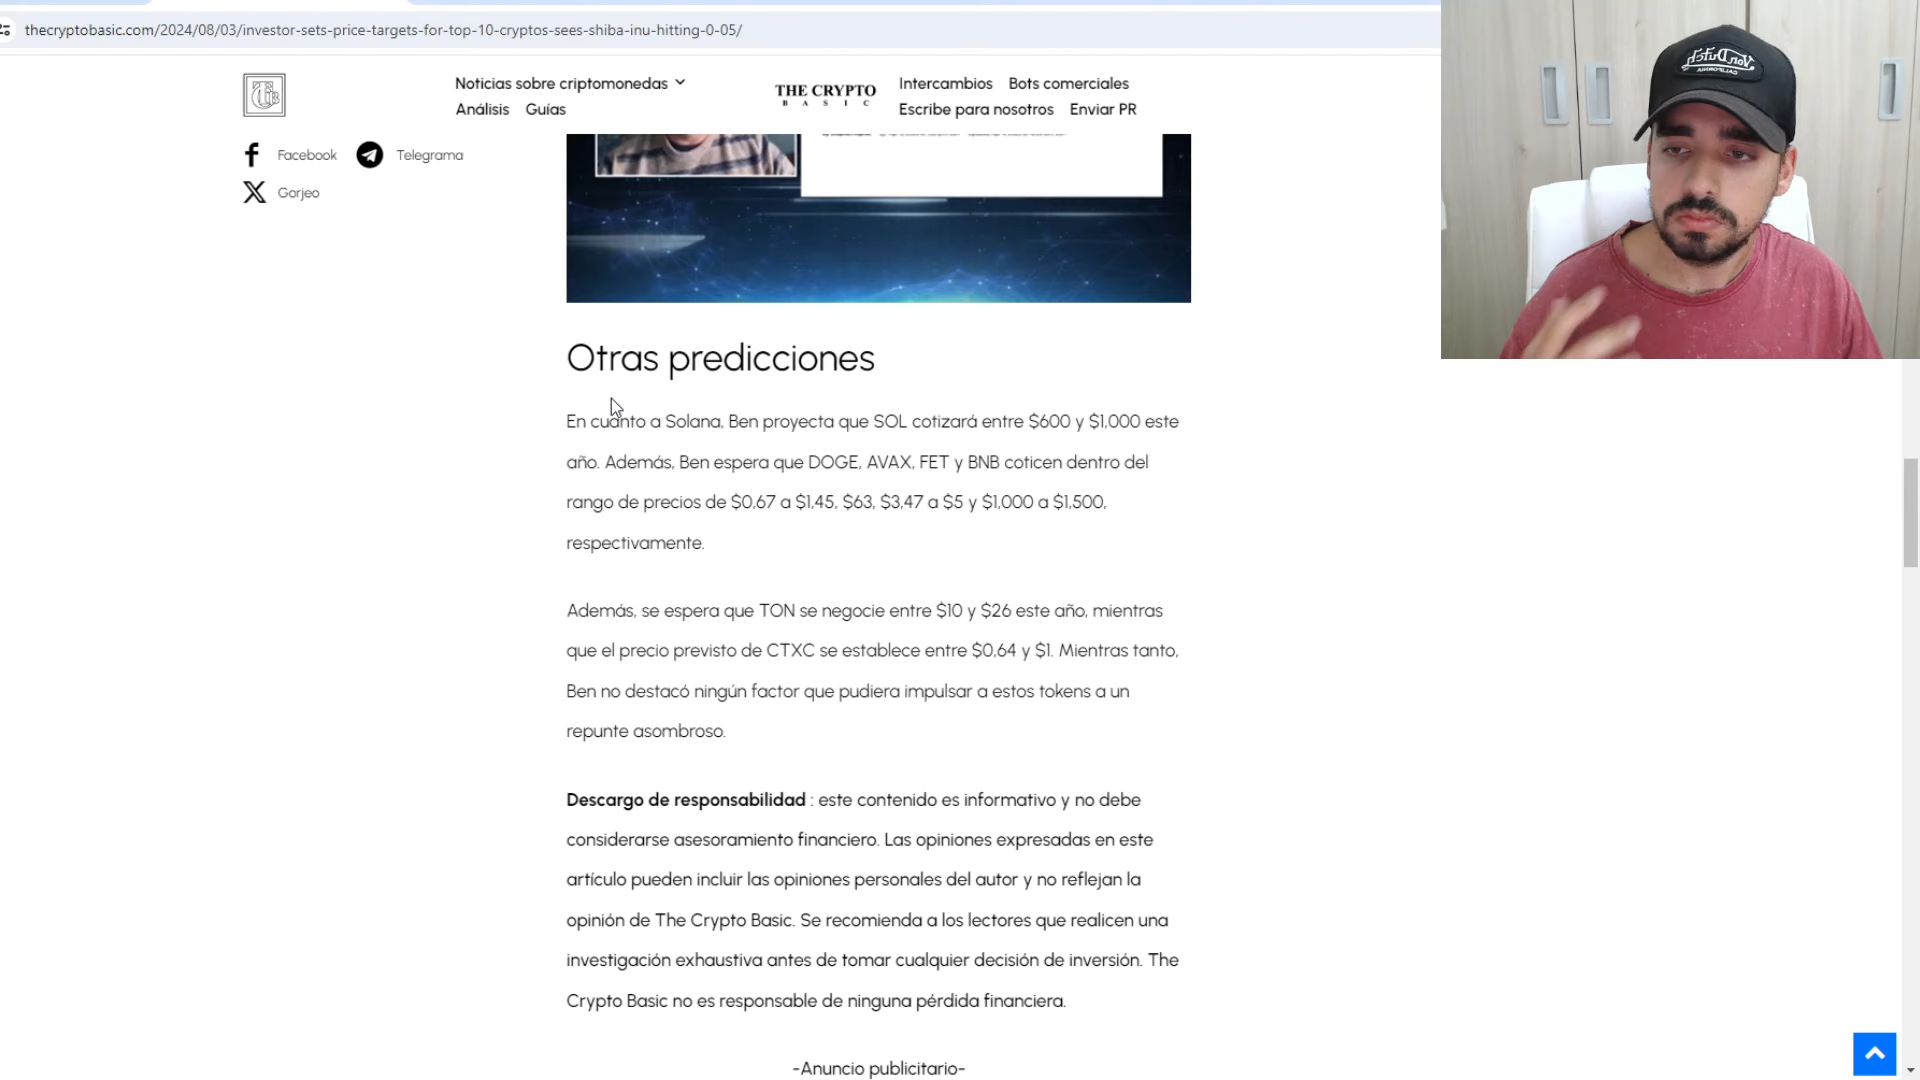 thecryptobasic.com/2024/08/03/investor-sets-price-targets-for-top-10-cryptos-sees-shiba-inu-hitting-0-05/
Noticias sobre criptomonedas
Análisis Guías
THE CRYPTO
BASIC
Intercambios Bots comerciales
Escribe para nosotros Enviar PR
Facebook Telegrama
Gorjeo
Otras predicciones
En cuanto a Solana, Ben proyecta que SOL cotizará entre $600 y $1,000 este
año. Además, Ben espera que DOGE, AVAX, FET y BNB coticen dentro del
rango de precios de $0,67 a $1,45, $63, $3,47 a $5 y $1,000 a $1,500,
respectivamente.
Además, se espera que TON se negocie entre $10 y $26 este año, mientras
que el precio previsto de CTXC se establece entre $0,64 y $1. Mientras tanto,
Ben no destacó ningún factor que pudiera impulsar a estos tokens a un
repunte asombroso.
Descargo de responsabilidad : este contenido es informativo y no debe
considerarse asesoramiento financiero. Las opiniones expresadas en este
artículo pueden incluir las opiniones personales del autor y no reflejan la
opinión de The Crypto Basic. Se recomienda a los lectores que realicen una
investigación exhaustiva antes de tomar cualquier decisión de inversión. The
Crypto Basic no es responsable de ninguna pérdida financiera.
-Anuncio publicitario-
Von Dutch
CALIFORNIA